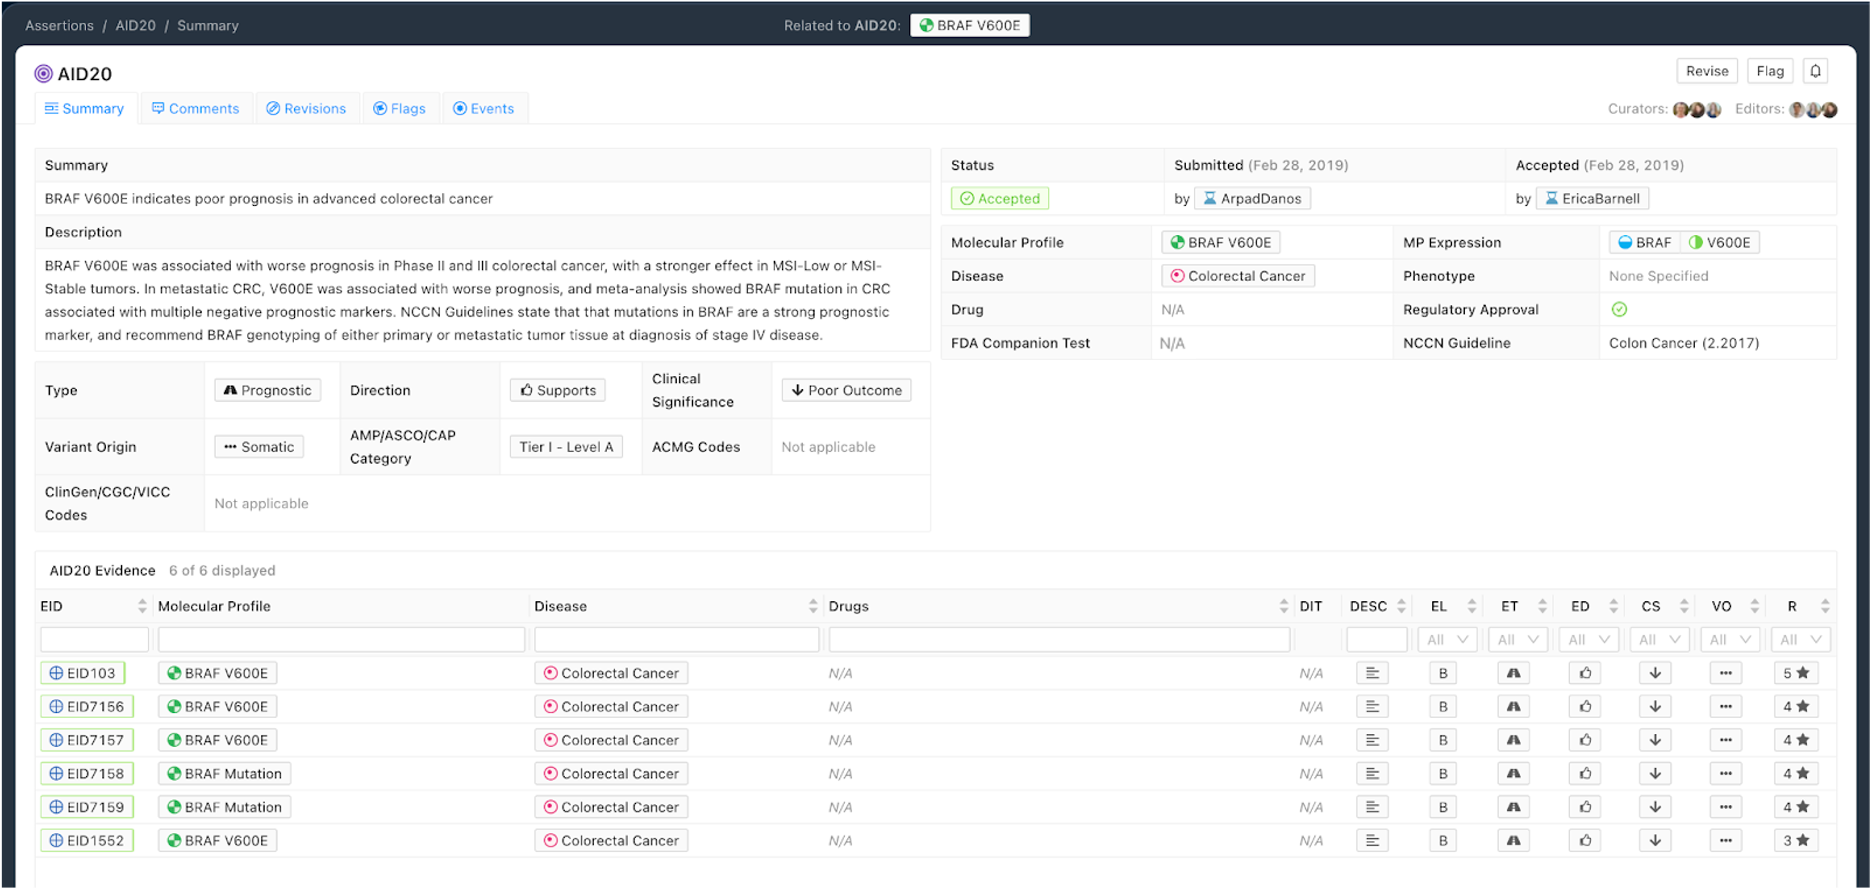 Assertions / AID20 / Summary
Related to AID20: BRAF V600E
AID20
Revise Flag
Summary Comments Revisions Flags Events
Curators: Editors:
Summary
BRAF V600E indicates poor prognosis in advanced colorectal cancer
Description
BRAF V600E was associated with worse prognosis in Phase II and III colorectal cancer, with a stronger effect in MSI-Low or MSI-
Stable tumors. In metastatic CRC, V600E was associated with worse prognosis, and meta-analysis showed BRAF mutation in CRC
associated with multiple negative prognostic markers. NCCN Guidelines state that that mutations in BRAF are a strong prognostic
marker, and recommend BRAF genotyping of either primary or metastatic tumor tissue at diagnosis of stage IV disease.
Status Submitted (Feb 28, 2019) Accepted (Feb 28, 2019)
Accepted by ArpadDanos by EricaBarnell
Molecular Profile BRAF V600E MP Expression BRAF V600E
Disease Colorectal Cancer Phenotype None Specified
Drug N/A Regulatory Approval
FDA Companion Test N/A NCCN Guideline Colon Cancer (2.2017)
Type Prognostic Direction Supports Clinical
Significance Poor Outcome
Variant Origin Somatic AMP/ASCO/CAP
Category Tier I - Level A ACMG Codes Not applicable
ClinGen/CGC/VICC
Codes Not applicable
AID20 Evidence 6 of 6 displayed
EID Molecular Profile Disease Drugs DIT DESC EL ET ED CS VO R
All All All All All All
EID103 BRAF V600E Colorectal Cancer N/A N/A B 5
EID7156 BRAF V600E Colorectal Cancer N/A N/A B 4
EID7157 BRAF V600E Colorectal Cancer N/A N/A B 4
EID7158 BRAF Mutation Colorectal Cancer N/A N/A B 4
EID7159 BRAF Mutation Colorectal Cancer N/A N/A B 4
EID1552 BRAF V600E Colorectal Cancer N/A N/A B 3